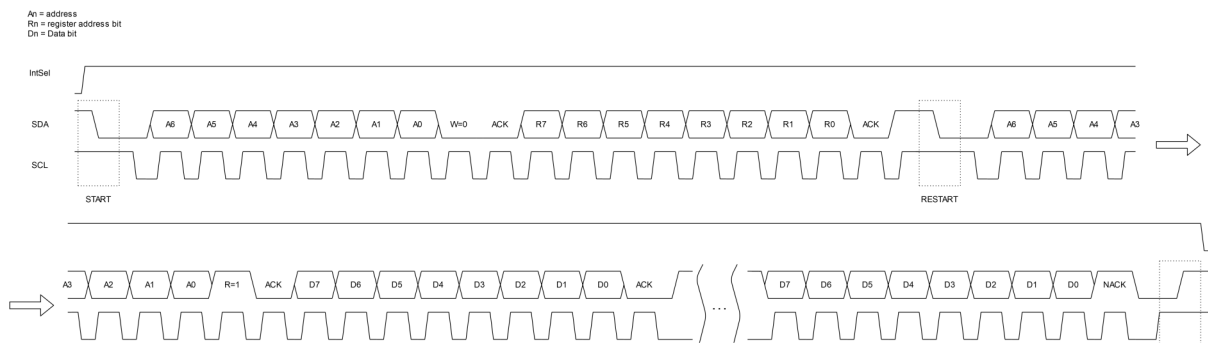 An = address
Rn = register address bit
Dn = Data bit
IntSel
SDA A6 A5 A4 A3 A2 A1 A0 W=0 ACK R7 R6 R5 R4 R3 R2 R1 R0 ACK A6 A5 A4 A3
SCL
START RESTART
A3 A2 A1 A0 R=1 ACK D7 D6 D5 D4 D3 D2 D1 D0 ACK D7 D6 D5 D4 D3 D2 D1 D0 NACK
...